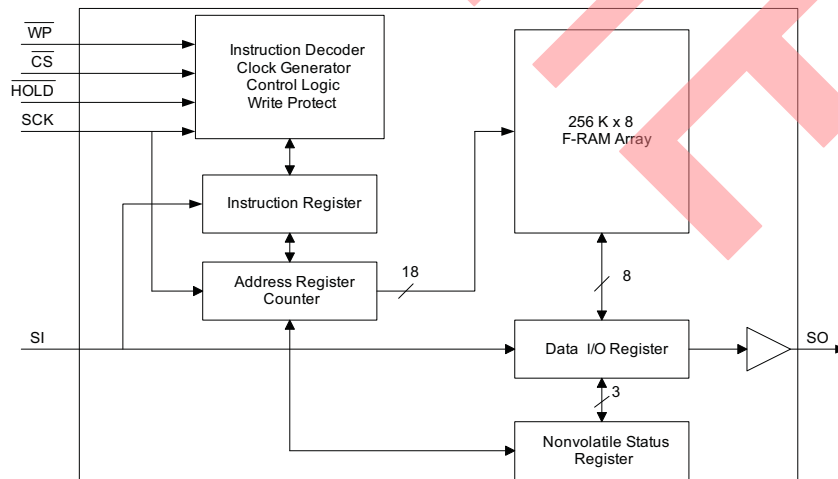 WP
CS
HOLD
SCK
Instruction Decoder
Clock Generator
Control Logic
Write Protect
256 K x 8
F-RAM Array
Instruction Register
Address Register
Counter
18
8
SI
Data I/O Register
SO
3
Nonvolatile Status
Register